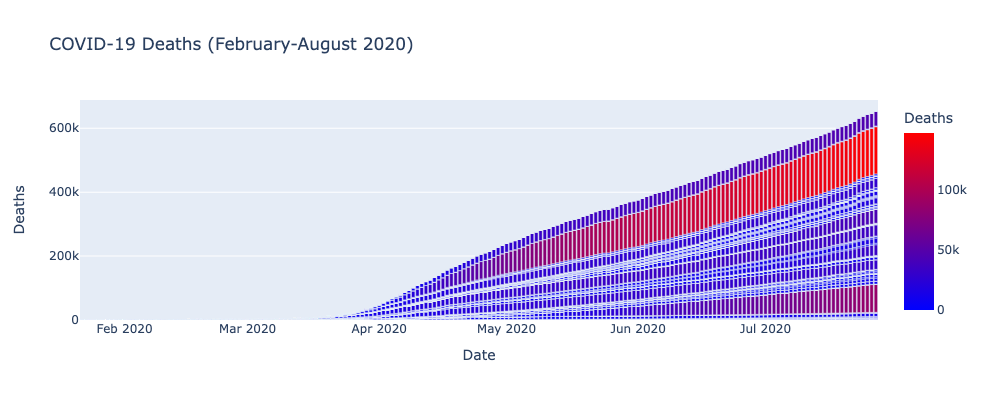 COVID-19 Deaths (February-August 2020)
Deaths
600k
400k
200k
0
Deaths
100k
50k
0
Feb 2020
Mar 2020
Apr 2020
May 2020
Jun 2020
Jul 2020
Date